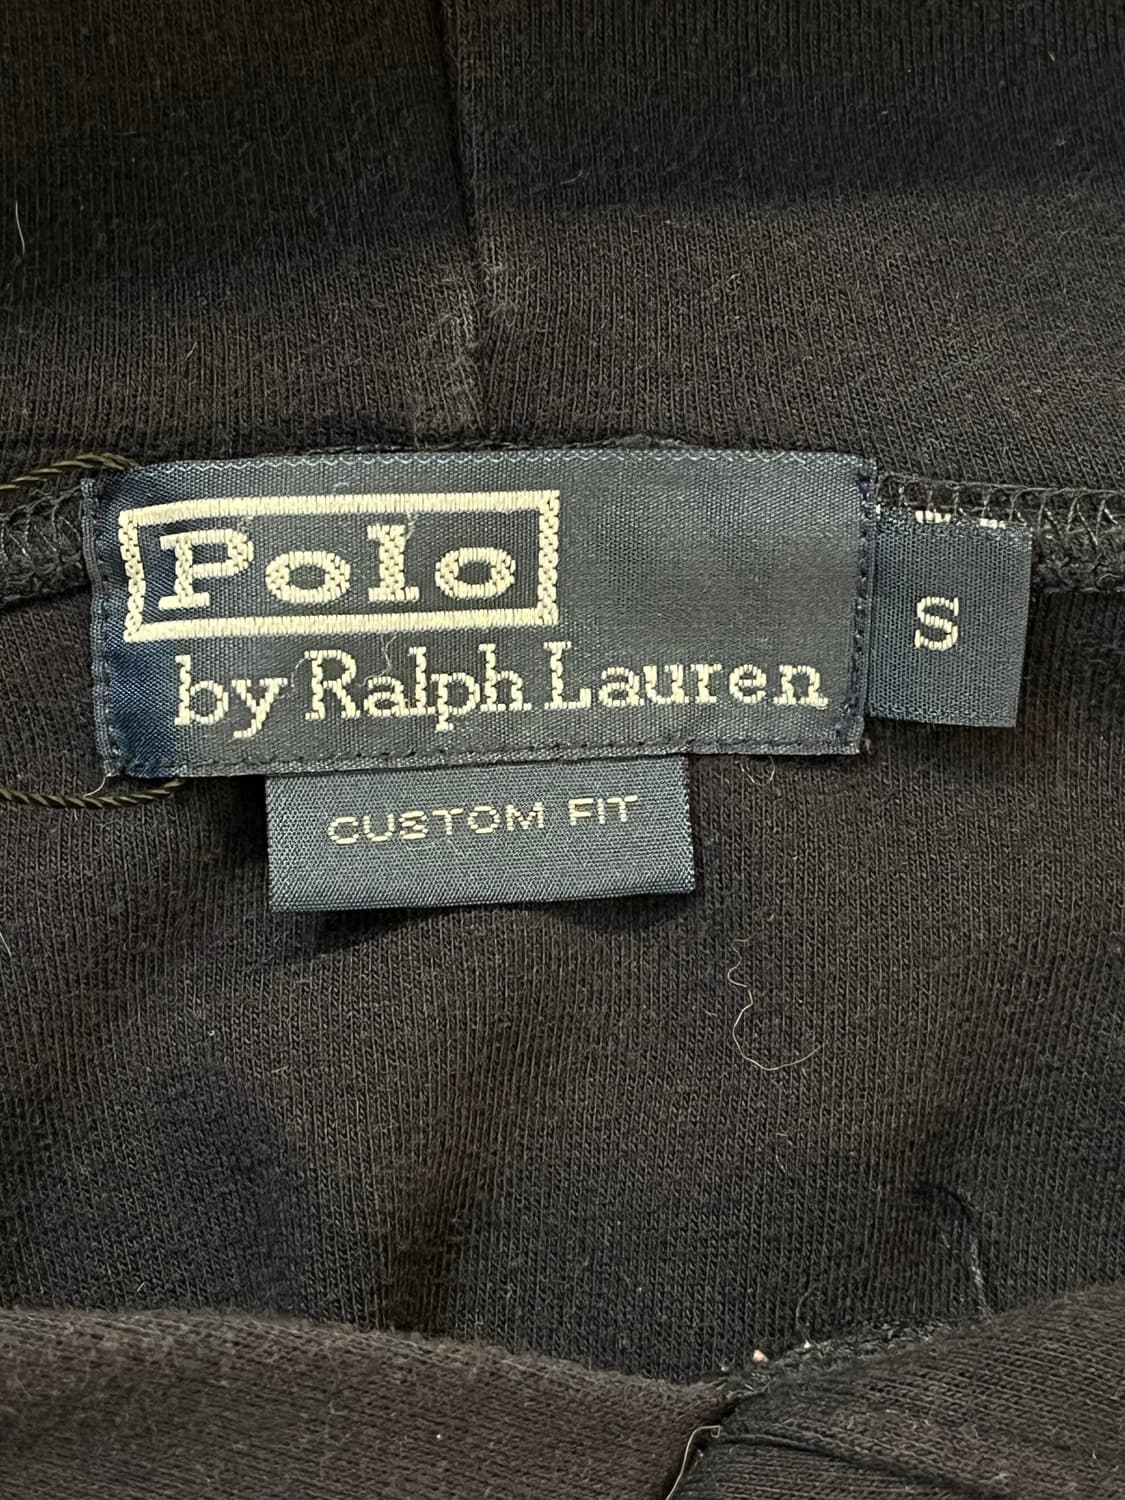 Polo
by Ralph Lauren
S
CUSTOM FIT